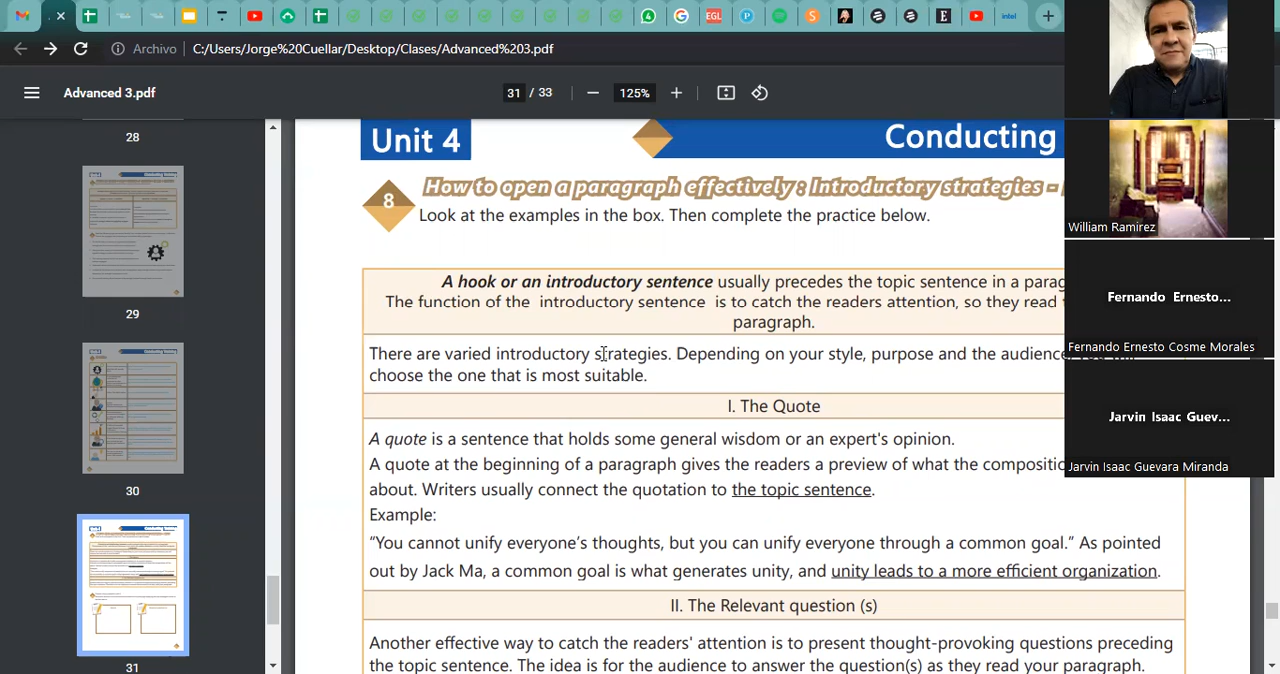 EGL
intel
Archivo
C:/Users/Jorge%20Cuellar/Desktop/Clases/Advanced%203.pdf
Advanced 3.pdf
31 / 33
125%
28
29
30
31
Unit 4
Conducting
8
How to open a paragraph effectively : Introductory strategies -
Look at the examples in the box. Then complete the practice below.
A hook or an introductory sentence usually precedes the topic sentence in a parag
The function of the introductory sentence is to catch the readers attention, so they read
paragraph.
There are varied introductory strategies. Depending on your style, purpose and the audience
choose the one that is most suitable.
I. The Quote
A quote is a sentence that holds some general wisdom or an expert's opinion.
A quote at the beginning of a paragraph gives the readers a preview of what the compositio
about. Writers usually connect the quotation to the topic sentence.
Example:
“You cannot unify everyone’s thoughts, but you can unify everyone through a common goal.” As pointed
out by Jack Ma, a common goal is what generates unity, and unity leads to a more efficient organization.
II. The Relevant question (s)
Another effective way to catch the readers' attention is to present thought-provoking questions preceding
the topic sentence. The idea is for the audience to answer the question(s) as they read your paragraph.
William Ramirez
Fernando Ernesto...
Fernando Ernesto Cosme Morales
Jarvin Isaac Guev...
Jarvin Isaac Guevara Miranda